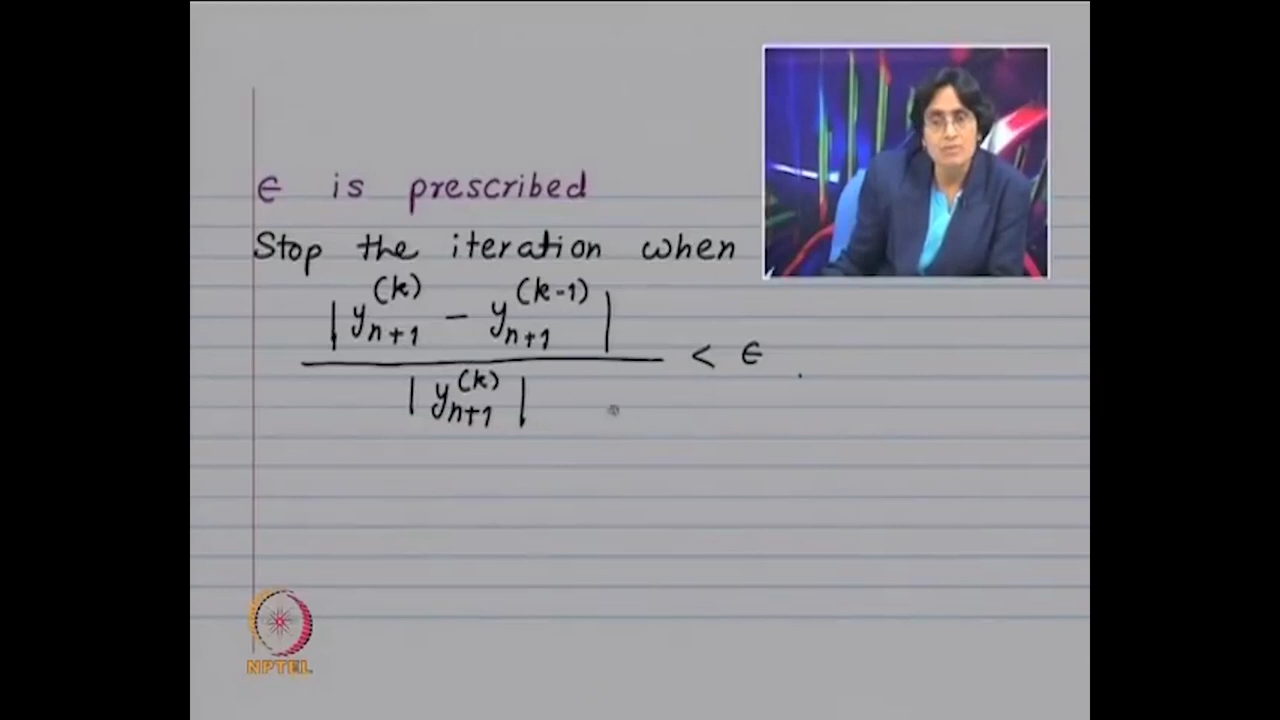 ϵ is prescribed
Stop the iteration when
| y_{n+1}^{(k)} - y_{n+1}^{(k-1)} |
/ | y_{n+1}^{(k)} | < ϵ .
NPTEL